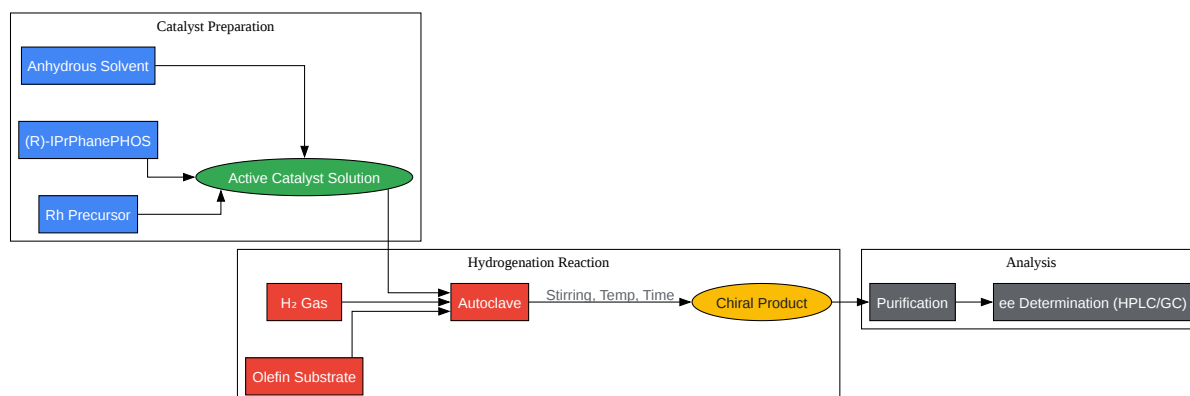 Catalyst Preparation
Anhydrous Solvent
(R)-IPrPhanePHOS
Active Catalyst Solution
Rh Precursor
Hydrogenation Reaction
H₂ Gas
Autoclave
Stirring, Temp, Time
Chiral Product
Olefin Substrate
Analysis
Purification
ee Determination (HPLC/GC)